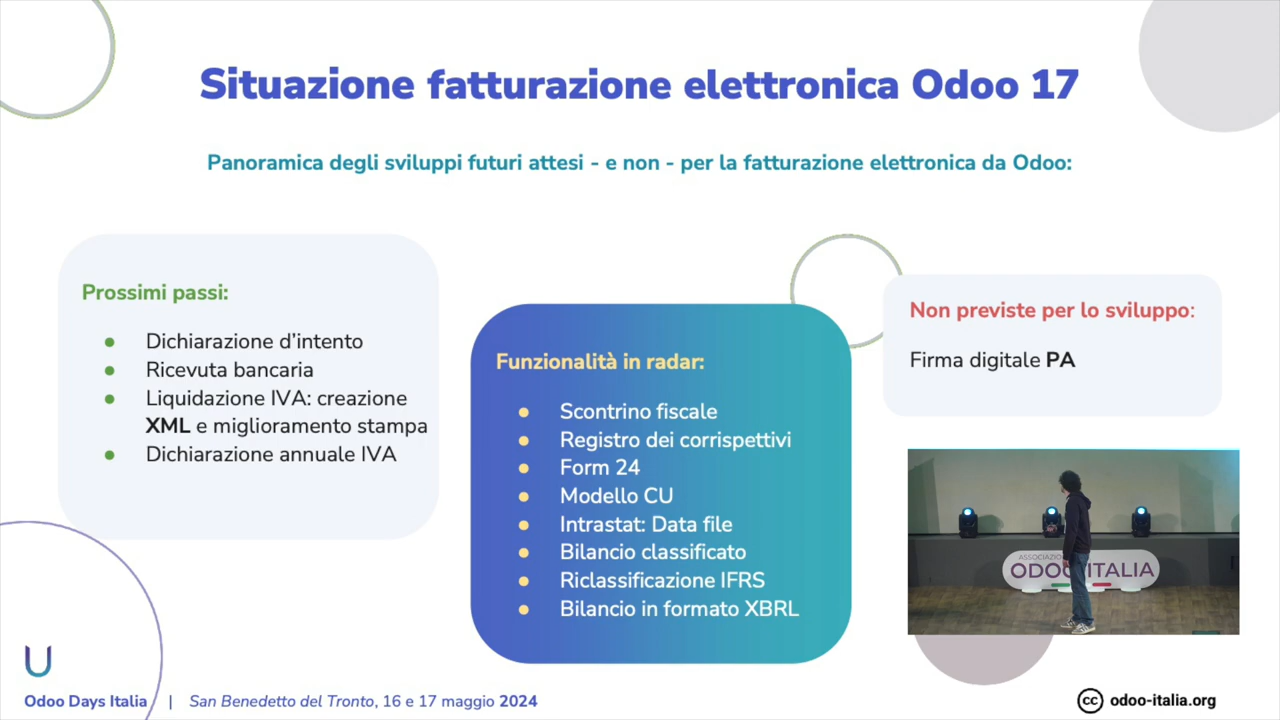 Situazione fatturazione elettronica Odoo 17
Panoramica degli sviluppi futuri attesi - e non - per la fatturazione elettronica da Odoo:
Prossimi passi:
Dichiarazione d'intento
Ricevuta bancaria
Liquidazione IVA: creazione
XML e miglioramento stampa
Dichiarazione annuale IVA
Funzionalità in radar:
Scontrino fiscale
Registro dei corrispettivi
Form 24
Modello CU
Intrastat: Data file
Bilancio classificato
Riclassificazione IFRS
Bilancio in formato XBRL
Non previste per lo sviluppo:
Firma digitale PA
Odoo Days Italia | San Benedetto del Tronto, 16 e 17 maggio 2024
cc odoo-italia.org